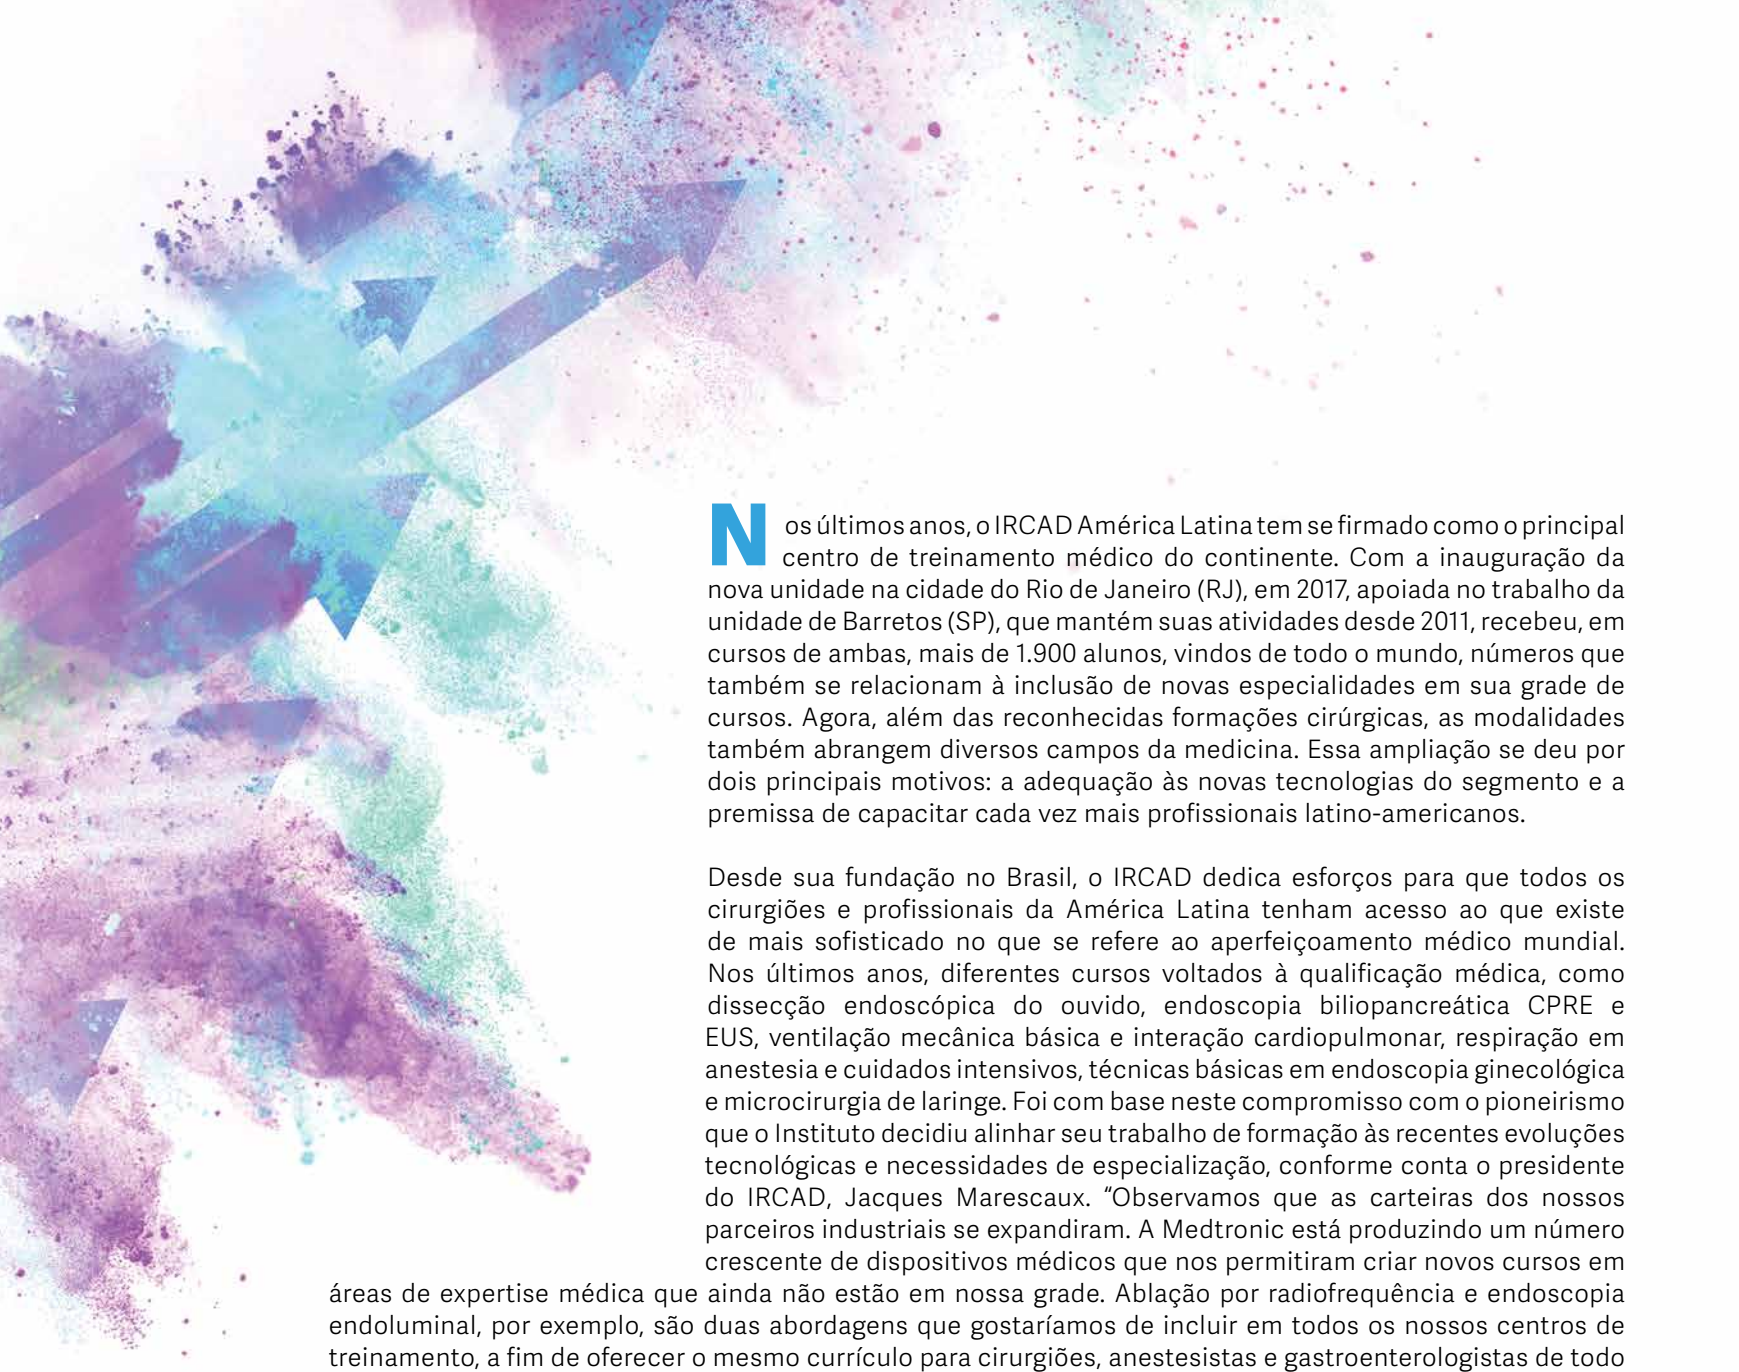 Nos últimos anos, o IRCAD América Latina tem se firmado como o principal
centro de treinamento médico do continente. Com a inauguração da
nova unidade na cidade do Rio de Janeiro (RJ), em 2017, apoiada no trabalho da
unidade de Barretos (SP), que mantém suas atividades desde 2011, recebeu, em
cursos de ambas, mais de 1.900 alunos, vindos de todo o mundo, números que
também se relacionam à inclusão de novas especialidades em sua grade de
cursos. Agora, além das reconhecidas formações cirúrgicas, as modalidades
também abrangem diversos campos da medicina. Essa ampliação se deu por
dois principais motivos: a adequação às novas tecnologias do segmento e a
premissa de capacitar cada vez mais profissionais latino-americanos.
Desde sua fundação no Brasil, o IRCAD dedica esforços para que todos os
cirurgiões e profissionais da América Latina tenham acesso ao que existe
de mais sofisticado no que se refere ao aperfeiçoamento médico mundial.
Nos últimos anos, diferentes cursos voltados à qualificação médica, como
dissecção endoscópica do ouvido, endoscopia biliopancreática CPRE e
EUS, ventilação mecânica básica e interação cardiopulmonar, respiração em
anestesia e cuidados intensivos, técnicas básicas em endoscopia ginecológica
e microcirurgia de laringe. Foi com base neste compromisso com o pioneirismo
que o Instituto decidiu alinhar seu trabalho de formação às recentes evoluções
tecnológicas e necessidades de especialização, conforme conta o presidente
do IRCAD, Jacques Marescaux. “Observamos que as carteiras dos nossos
parceiros industriais se expandiram. A Medtronic está produzindo um número
crescente de dispositivos médicos que nos permitiram criar novos cursos em
áreas de expertise médica que ainda não estão em nossa grade. Ablação por radiofrequência e endoscopia
endoluminal, por exemplo, são duas abordagens que gostaríamos de incluir em todos os nossos centros de
treinamento, a fim de oferecer o mesmo currículo para cirurgiões, anestesistas e gastroenterologistas de todo